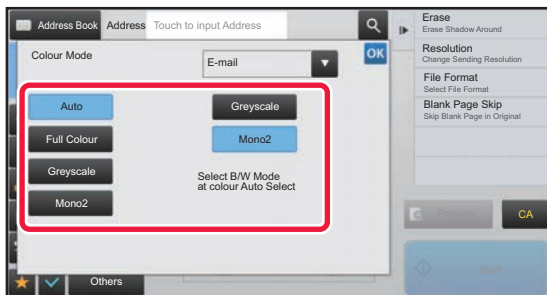 Address Book Address Touch to input Address
Colour Mode
E-mail
OK
Auto
Full Colour
Greyscale
Mono2
Greyscale
Mono2
Select B/W Mode
at colour Auto Select
Erase
Erase Shadow Around
Resolution
Change Sending Resolution
File Format
Select File Format
Blank Page Skip
Skip Blank Page in Original
Preview
CA
Start
Others